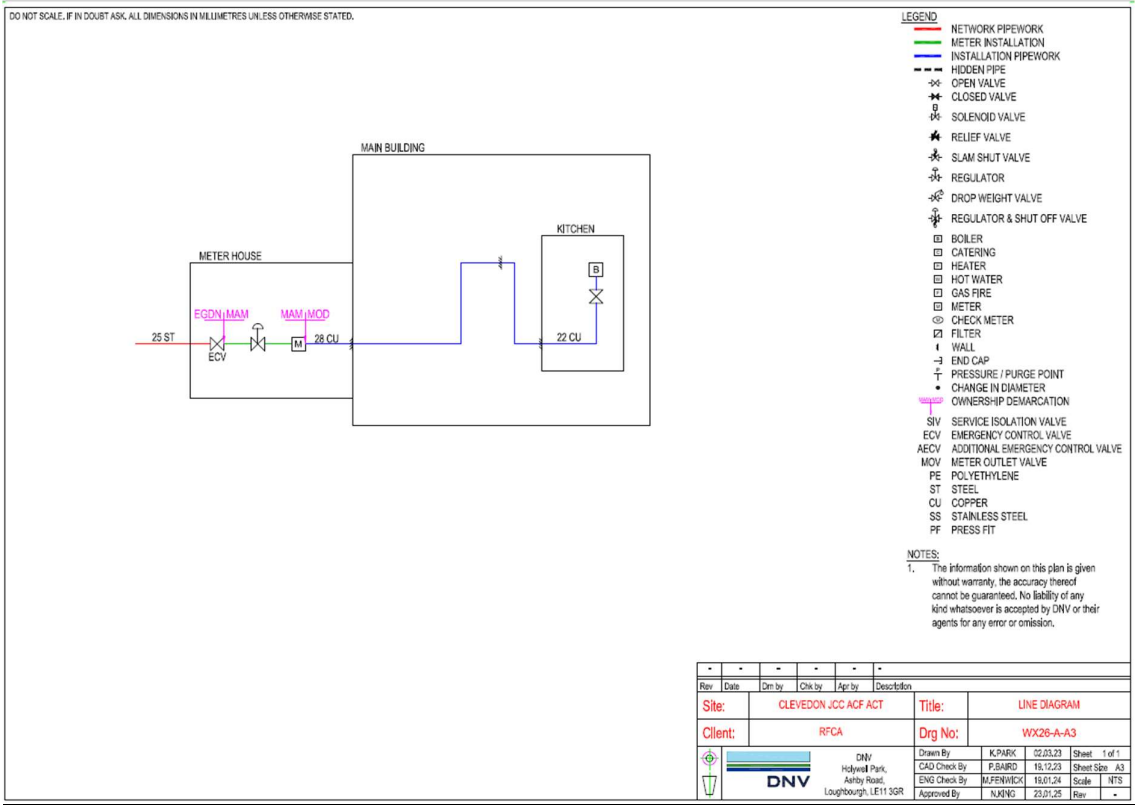 DO NOT SCALE. IF IN DOUBT ASK. ALL DIMENSIONS IN MILLIMETRES UNLESS OTHERWISE STATED.
LEGEND
NETWORK PIPEWORK
METER INSTALLATION
INSTALLATION PIPEWORK
HIDDEN PIPE
OPEN VALVE
CLOSED VALVE
SOLENOID VALVE
RELIEF VALVE
SLAM SHUT VALVE
REGULATOR
DROP WEIGHT VALVE
REGULATOR & SHUT OFF VALVE
BOILER
CATERING
HEATER
HOT WATER
GAS FIRE
METER
CHECK METER
FILTER
WALL
END CAP
PRESSURE / PURGE POINT
CHANGE IN DIAMETER
OWNERSHIP DEMARCATION
SIV SERVICE ISOLATION VALVE
ECV EMERGENCY CONTROL VALVE
AECV ADDITIONAL EMERGENCY CONTROL VALVE
MOV METER OUTLET VALVE
PE POLYETHYLENE
ST STEEL
CU COPPER
SS STAINLESS STEEL
PF PRESS FIT
MAIN BUILDING
KITCHEN
METER HOUSE
B
EGDN MAM MAM MOD
25 ST M 28 CU 22 CU
ECV
NOTES:
1. The information shown on this plan is given
without warranty, the accuracy thereof
cannot be guaranteed. No liability of any
kind whatsoever is accepted by DNV or their
agents for any error or omission.
- - - - - -
Rev Date Drn by Chk by Apr by Description
Site: CLEVEDON JCC ACF ACT Title: LINE DIAGRAM
Client: RFCA Drg No: WX26-A-A3
DNV
DNV
Holywell Park,
Ashby Road,
Loughbourgh, LE11 3GR
Drawn By K.PARK 02.03.23 Sheet 1 of 1
CAD Check By P.BAIRD 19.12.23 Sheet Size A3
ENG Check By M.FENWICK 19.01.24 Scale NTS
Approved By N.KING 23.01.25 Rev -